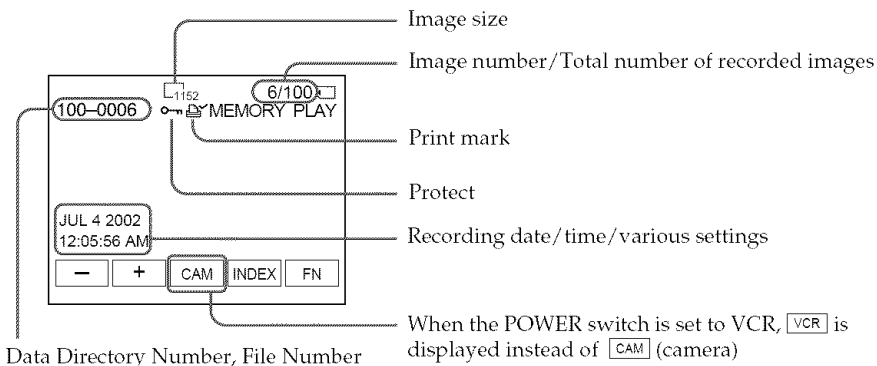 Image size
Image number/Total number of recorded images
1152
6/100
100–0006
MEMORY PLAY
Print mark
Protect
JUL 4 2002
12:05:56 AM
Recording date/time/various settings
− + CAM INDEX FN
When the POWER switch is set to VCR, VCR is
displayed instead of CAM (camera)
Data Directory Number, File Number